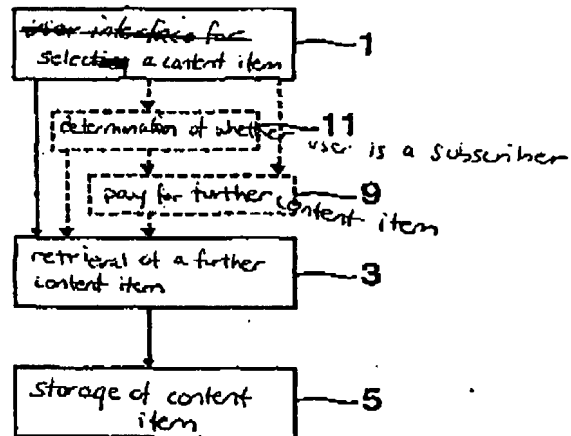 user interface for
selecting a content item
1
determination of whether
11
user is a subscriber
pay for further content item
9
retrieval of a further
content item
3
storage of content
item
5